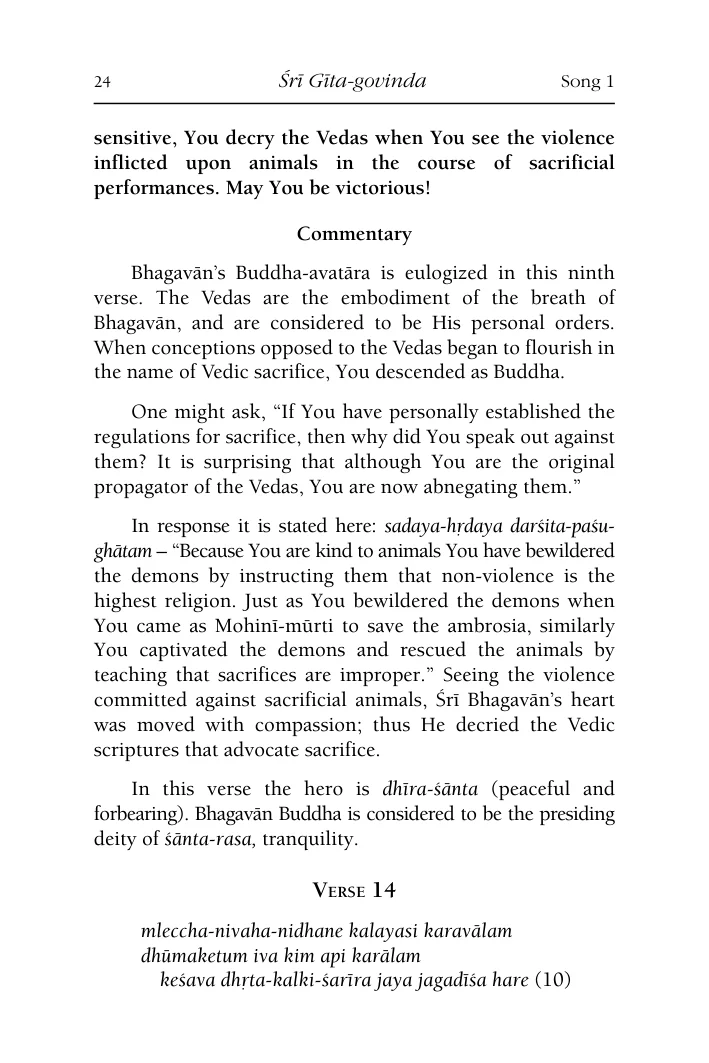 24 Śrī Gīta-govinda Song 1
sensitive, You decry the Vedas when You see the violence
inflicted upon animals in the course of sacrificial
performances. May You be victorious!
Commentary
Bhagavān’s Buddha-avatāra is eulogized in this ninth
verse. The Vedas are the embodiment of the breath of
Bhagavān, and are considered to be His personal orders.
When conceptions opposed to the Vedas began to flourish in
the name of Vedic sacrifice, You descended as Buddha.
One might ask, “If You have personally established the
regulations for sacrifice, then why did You speak out against
them? It is surprising that although You are the original
propagator of the Vedas, You are now abnegating them.”
In response it is stated here: sadaya-hṛdaya darśita-paśu-
ghātam – “Because You are kind to animals You have bewildered
the demons by instructing them that non-violence is the
highest religion. Just as You bewildered the demons when
You came as Mohinī-mūrti to save the ambrosia, similarly
You captivated the demons and rescued the animals by
teaching that sacrifices are improper.” Seeing the violence
committed against sacrificial animals, Śrī Bhagavān’s heart
was moved with compassion; thus He decried the Vedic
scriptures that advocate sacrifice.
In this verse the hero is dhīra-śānta (peaceful and
forbearing). Bhagavān Buddha is considered to be the presiding
deity of śānta-rasa, tranquility.
Verse 14
mleccha-nivaha-nidhane kalayasi karavālam
dhūmaketum iva kim api karālam
keśava dhṛta-kalki-śarīra jaya jagadīśa hare (10)